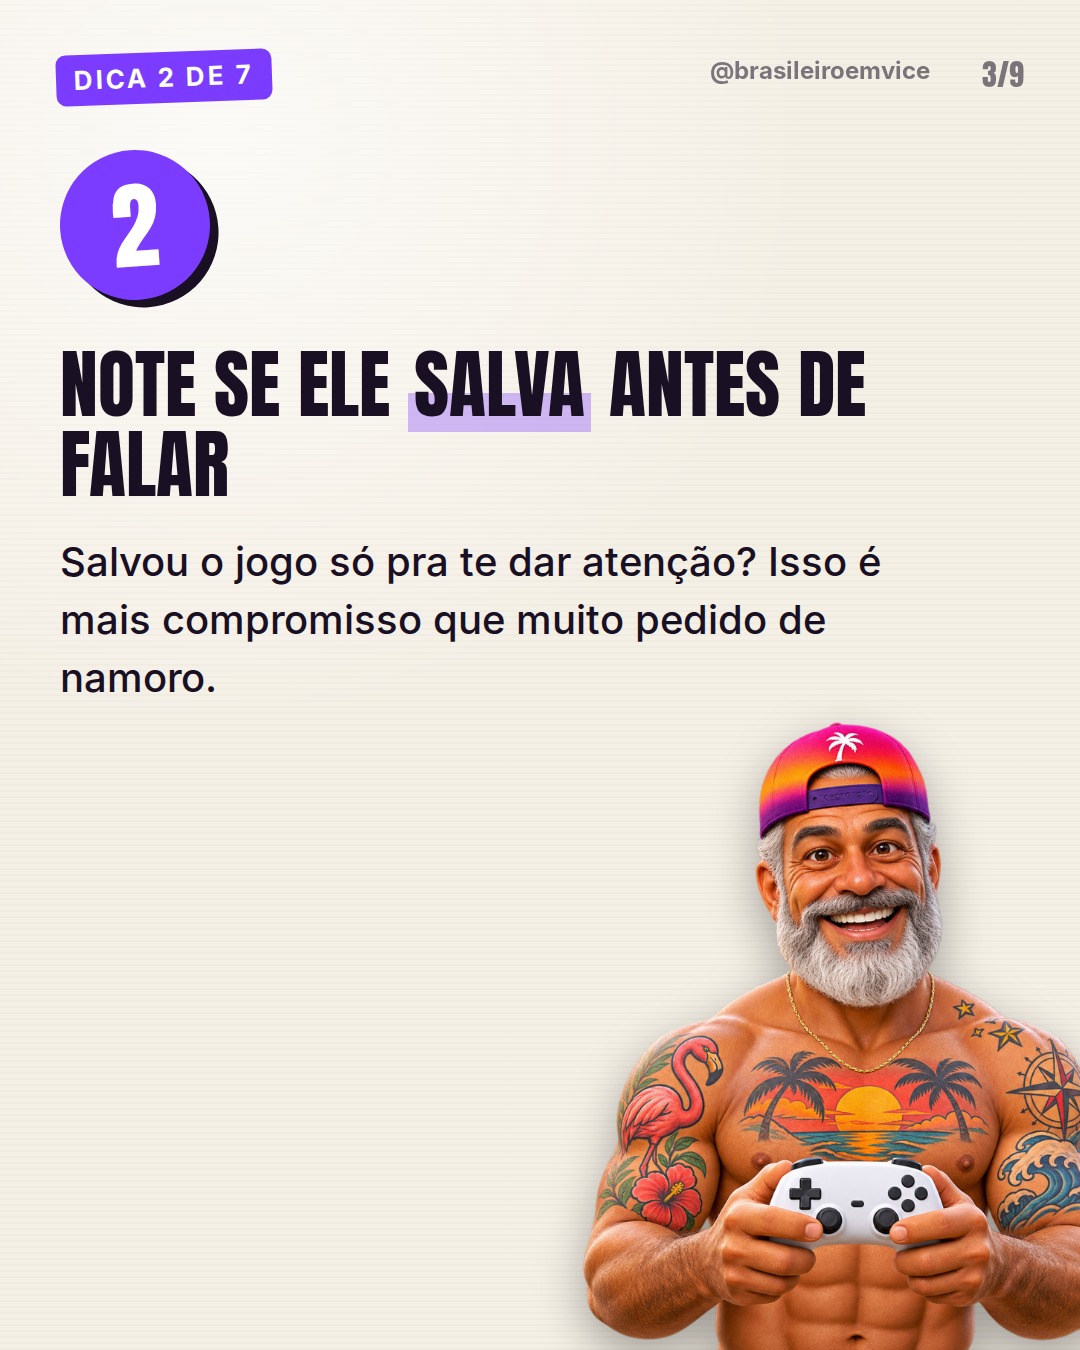 DICA 2 DE 7
@brasileiroemvice
3/9
2
NOTE SE ELE SALVA ANTES DE
FALAR
Salvou o jogo só pra te dar atenção? Isso é
mais compromisso que muito pedido de
namoro.